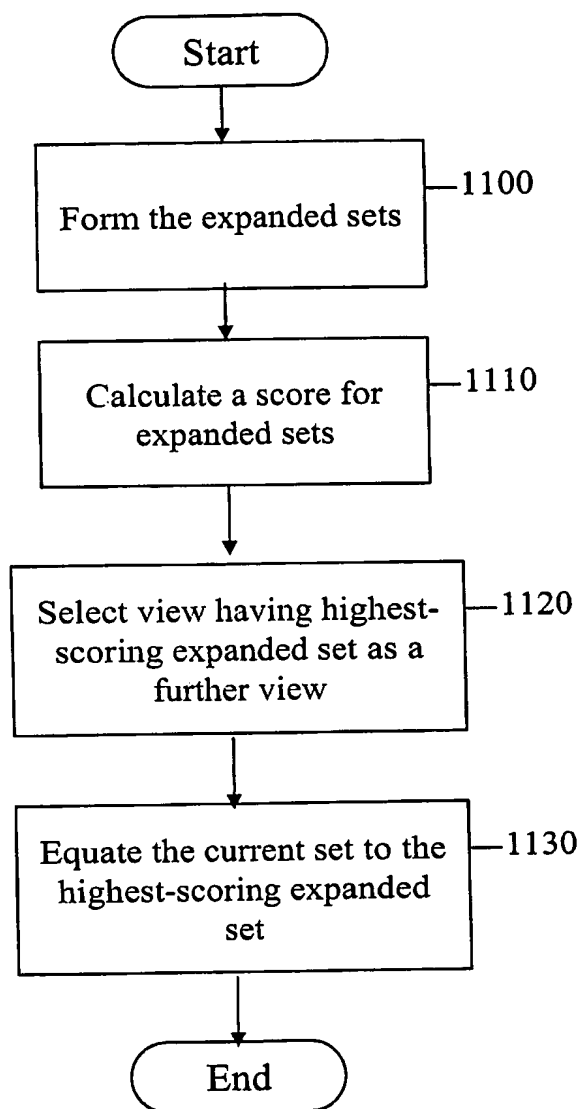 Start
Form the expanded sets
1100
Calculate a score for
expanded sets
1110
Select view having highest-
scoring expanded set as a
further view
1120
Equate the current set to the
highest-scoring expanded
set
1130
End